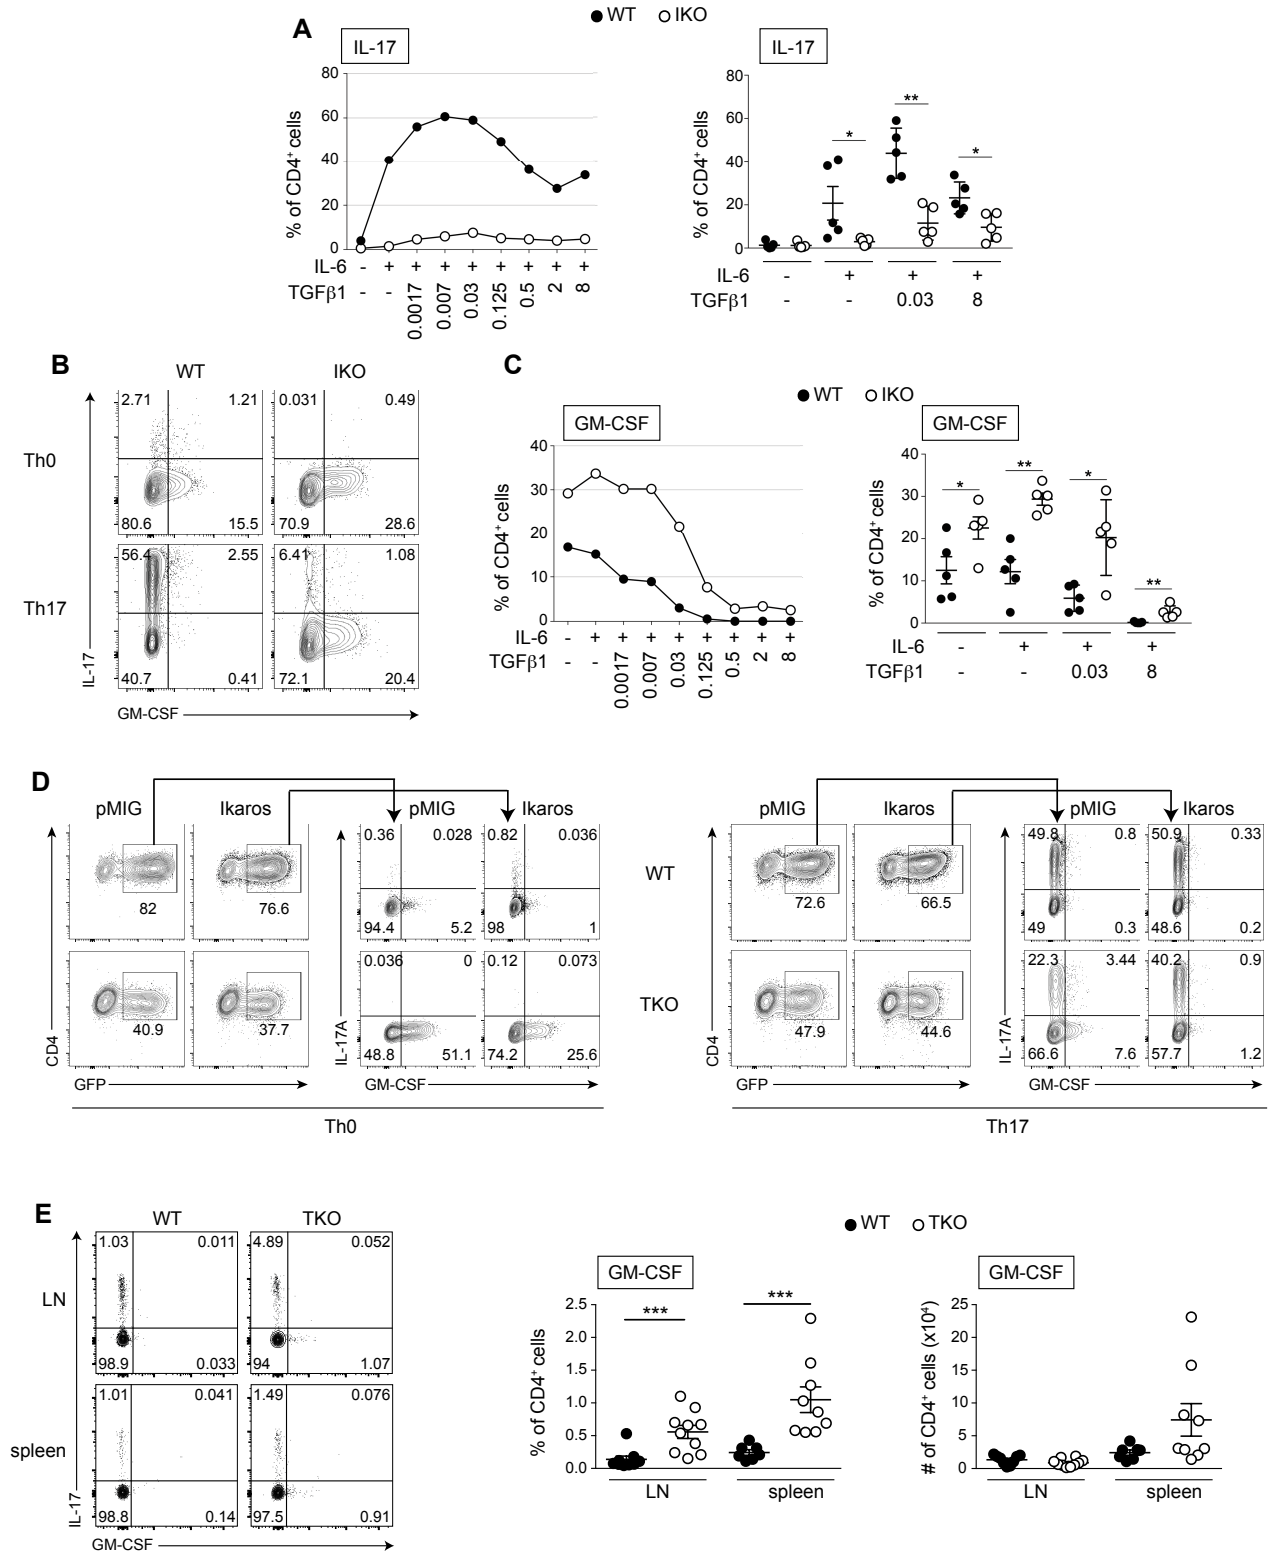 A
WT IKO
IL-17
80
60
40
20
0
% of CD4+ cells
IL-6 - + + + + + + + +
TGFβ1 - - 0.0017 0.007 0.03 0.125 0.5 2 8
IL-17
80
60
40
20
0
% of CD4+ cells
* ** *
IL-6 - + + +
TGFβ1 - - 0.03 8
B
WT IKO
Th0
2.71 1.21 0.031 0.49
80.6 15.5 70.9 28.6
Th17
56.4 2.55 6.41 1.08
40.7 0.41 72.1 20.4
IL-17
GM-CSF
C
WT IKO
GM-CSF
40
30
20
10
0
% of CD4+ cells
IL-6 - + + + + + + + +
TGFβ1 - - 0.0017 0.007 0.03 0.125 0.5 2 8
GM-CSF
40
30
20
10
0
% of CD4+ cells
* ** * **
IL-6 - + + +
TGFβ1 - - 0.03 8
D
pMIG Ikaros pMIG Ikaros
82 76.6
0.36 0.028 0.82 0.036
94.4 5.2 98 1
40.9 37.7
0.036 0 0.12 0.073
48.8 51.1 74.2 25.6
CD4
GFP
IL-17A
GM-CSF
Th0
WT
TKO
pMIG Ikaros pMIG Ikaros
72.6 66.5
49.8 0.8 50.9 0.33
49 0.3 48.6 0.2
47.9 44.6
22.3 3.44 40.2 0.9
66.6 7.6 57.7 1.2
CD4
GFP
IL-17A
GM-CSF
Th17
E
WT TKO
LN
1.03 0.011 4.89 0.052
98.9 0.033 94 1.07
spleen
1.01 0.041 1.49 0.076
98.8 0.14 97.5 0.91
IL-17
GM-CSF
WT TKO
GM-CSF
2.5
2.0
1.5
1.0
0.5
0.0
% of CD4+ cells
*** ***
LN spleen
GM-CSF
25
20
15
10
5
0
# of CD4+ cells (x10⁴)
LN spleen